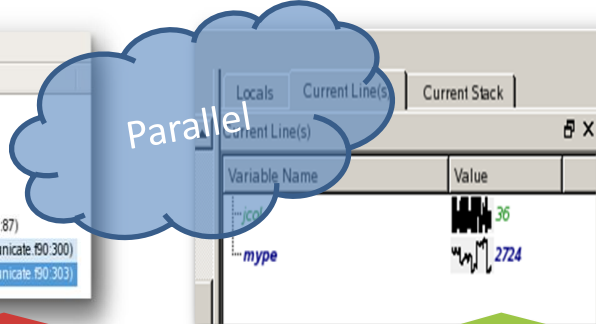 Parallel
Locals Current Line(s) Current Stack
Current Line(s)
Variable Name Value
jcol 36
mype 2724
:87)
unicate.f90:300)
unicate.f90:303)